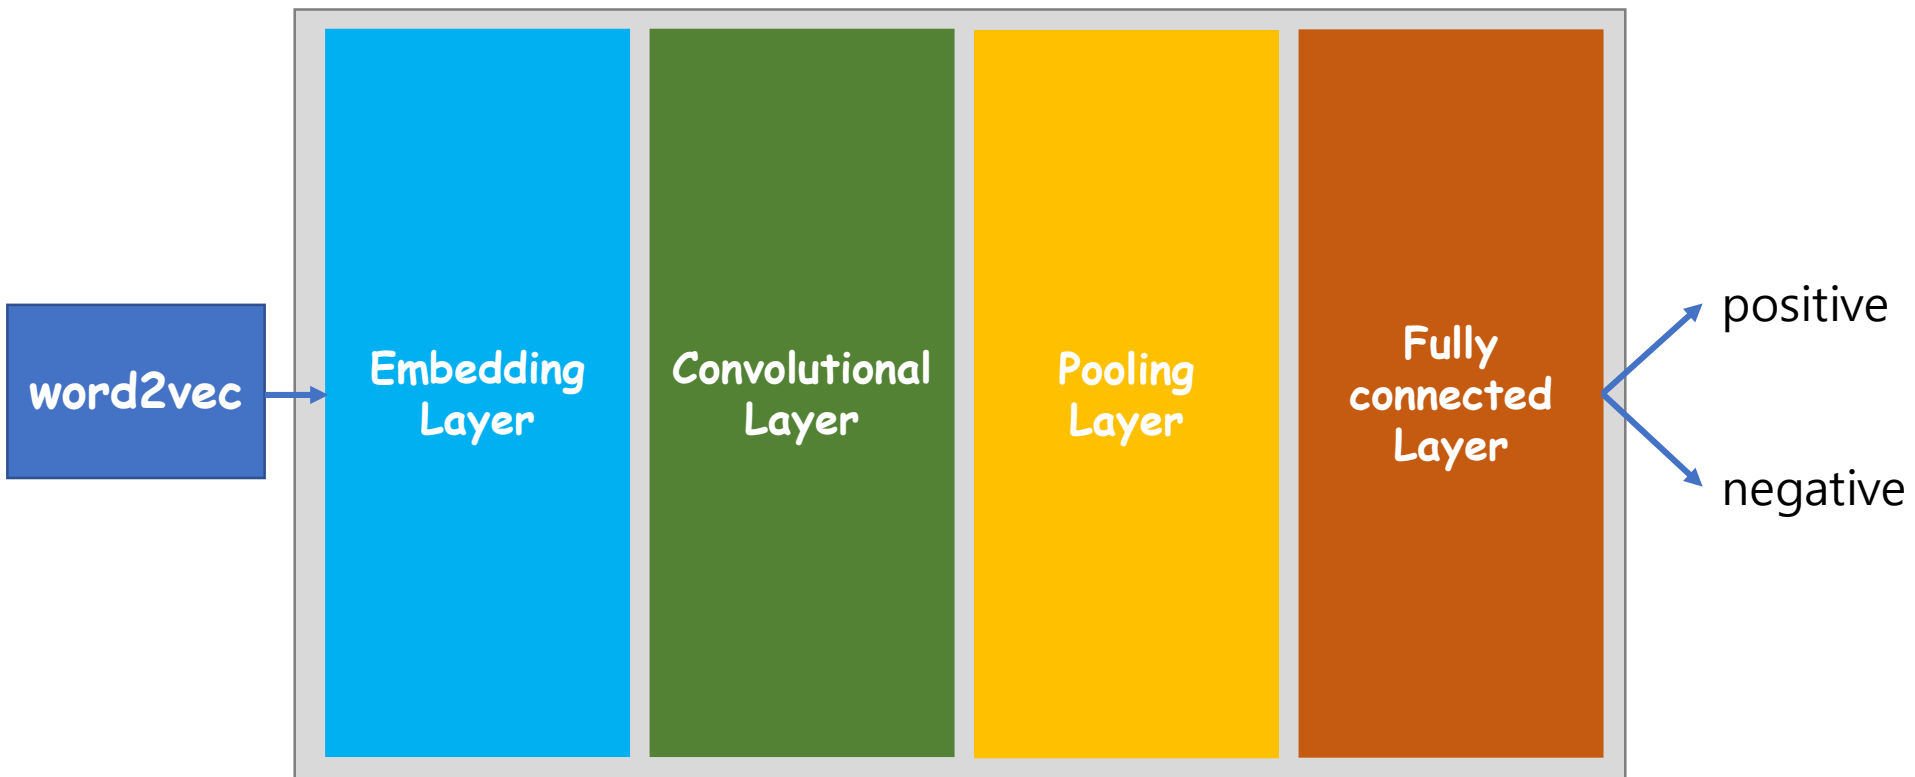 word2vec
Embedding
Layer
Convolutional
Layer
Pooling
Layer
Fully
connected
Layer
positive
negative